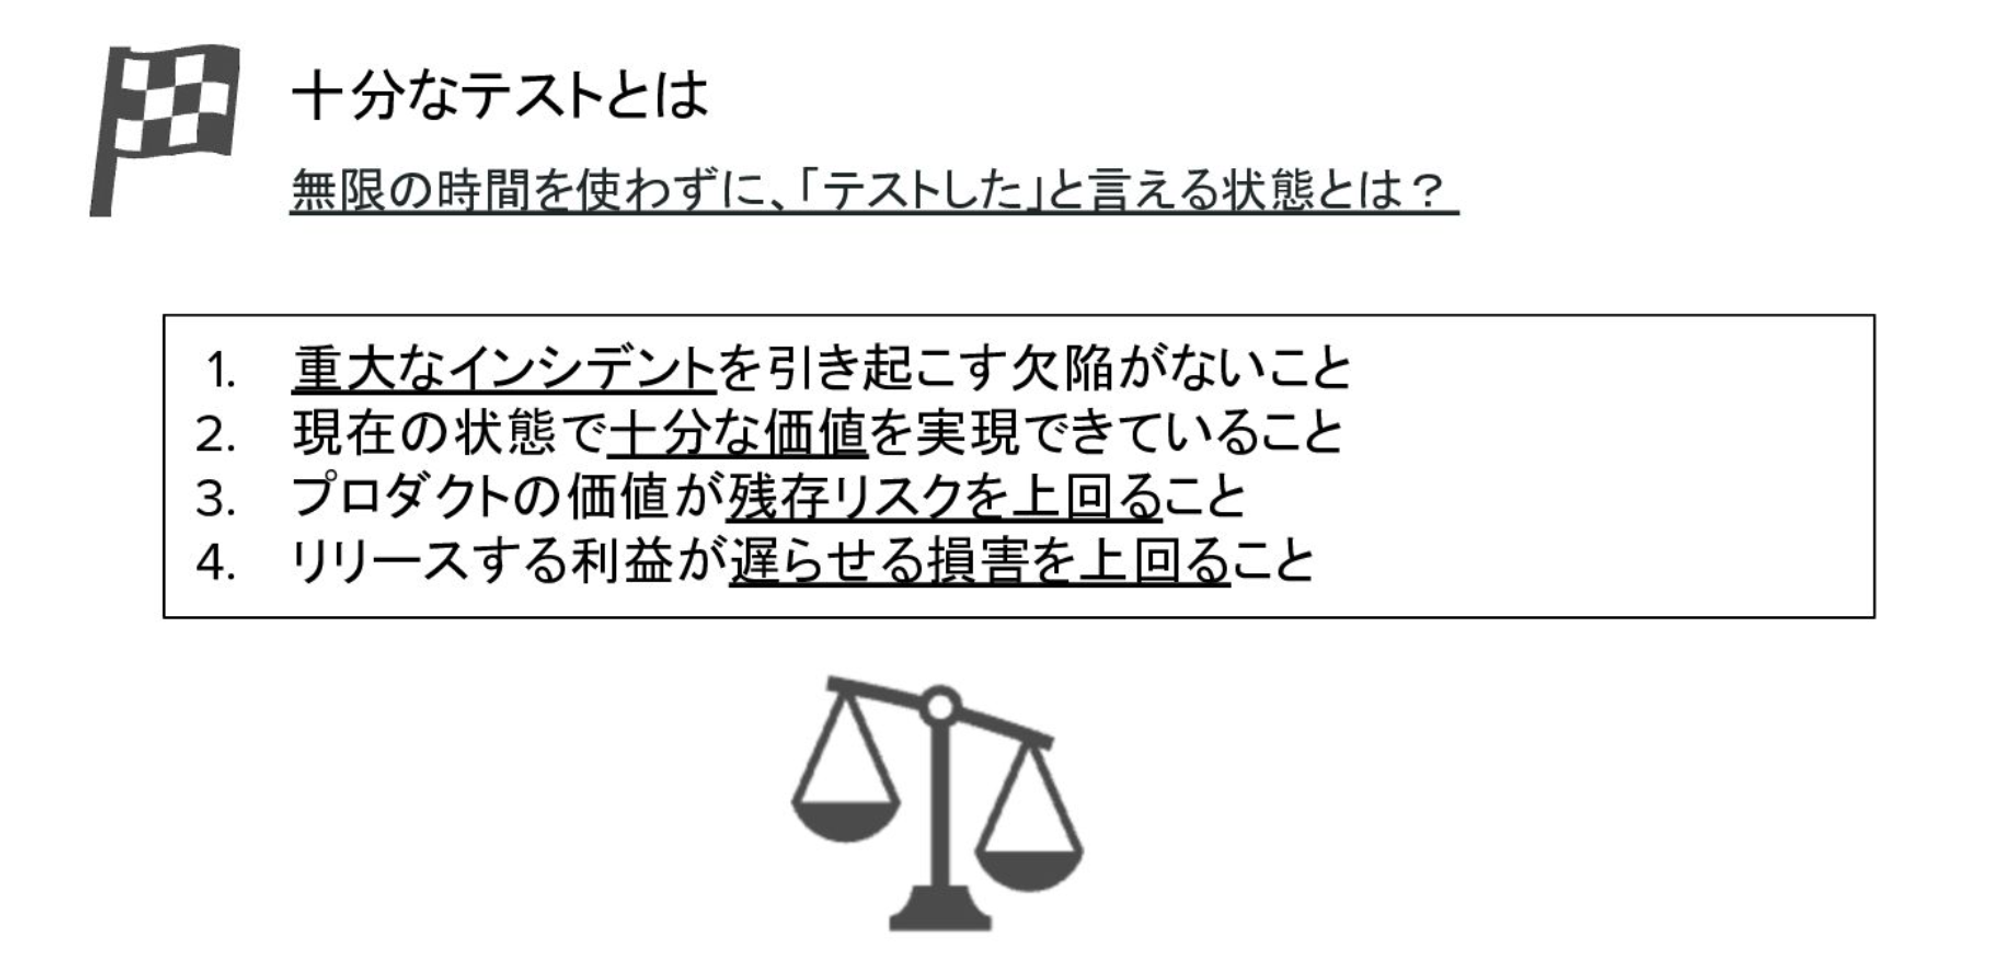 十分なテストとは
無限の時間を使わずに、「テストした」と言える状態とは？
1. 重大なインシデントを引き起こす欠陥がないこと
2. 現在の状態で十分な価値を実現できていること
3. プロダクトの価値が残存リスクを上回ること
4. リリースする利益が遅らせる損害を上回ること